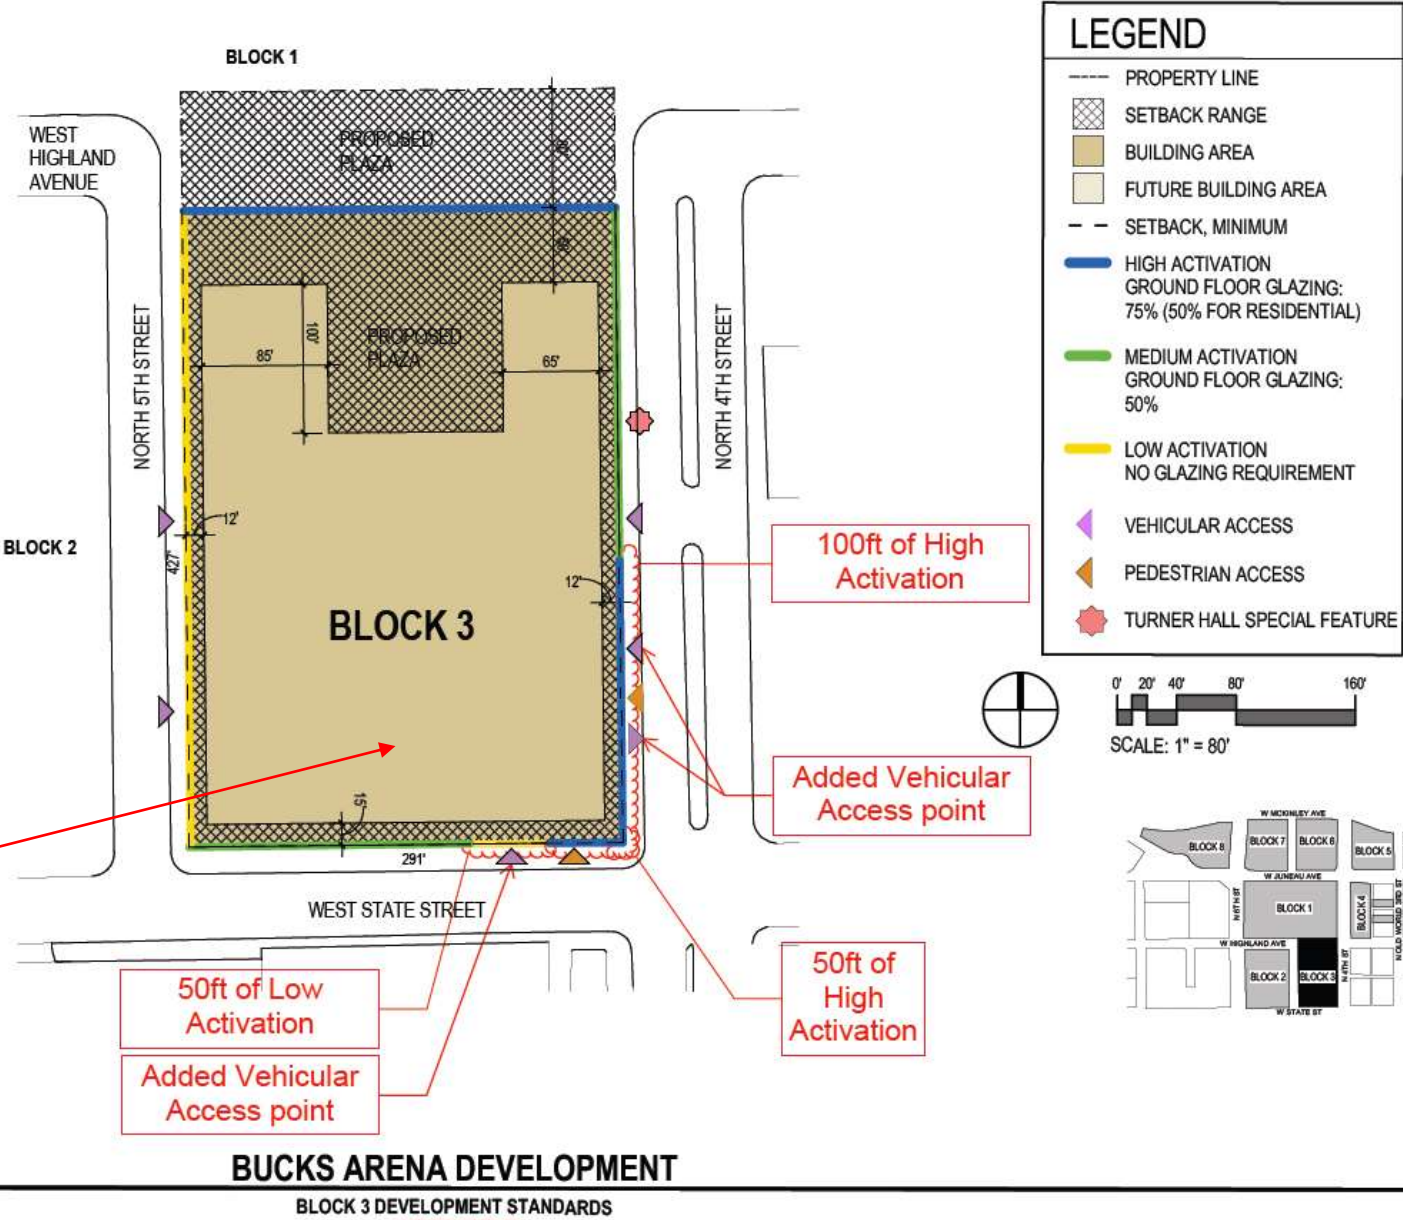 BLOCK 1
WEST
HIGHLAND
AVENUE
PROPOSED
PLAZA
80'
100'
PROPOSED
PLAZA
85'
65'
NORTH 5TH STREET
NORTH 4TH STREET
12'
BLOCK 2
427'
12'
BLOCK 3
15'
291'
WEST STATE STREET
100ft of High
Activation
Added Vehicular
Access point
50ft of Low
Activation
50ft of
High
Activation
Added Vehicular
Access point
LEGEND
PROPERTY LINE
SETBACK RANGE
BUILDING AREA
FUTURE BUILDING AREA
SETBACK, MINIMUM
HIGH ACTIVATION
GROUND FLOOR GLAZING:
75% (50% FOR RESIDENTIAL)
MEDIUM ACTIVATION
GROUND FLOOR GLAZING:
50%
LOW ACTIVATION
NO GLAZING REQUIREMENT
VEHICULAR ACCESS
PEDESTRIAN ACCESS
TURNER HALL SPECIAL FEATURE
0' 20' 40' 80' 160'
SCALE: 1" = 80'
W MCKINLEY AVE
BLOCK 8
BLOCK 7
BLOCK 6
BLOCK 5
W JUNEAU AVE
N 6TH ST
BLOCK 1
BLOCK 4
N OLD WORLD 3RD ST
W HIGHLAND AVE
BLOCK 2
BLOCK 3
N 4TH ST
W STATE ST
BUCKS ARENA DEVELOPMENT
BLOCK 3 DEVELOPMENT STANDARDS